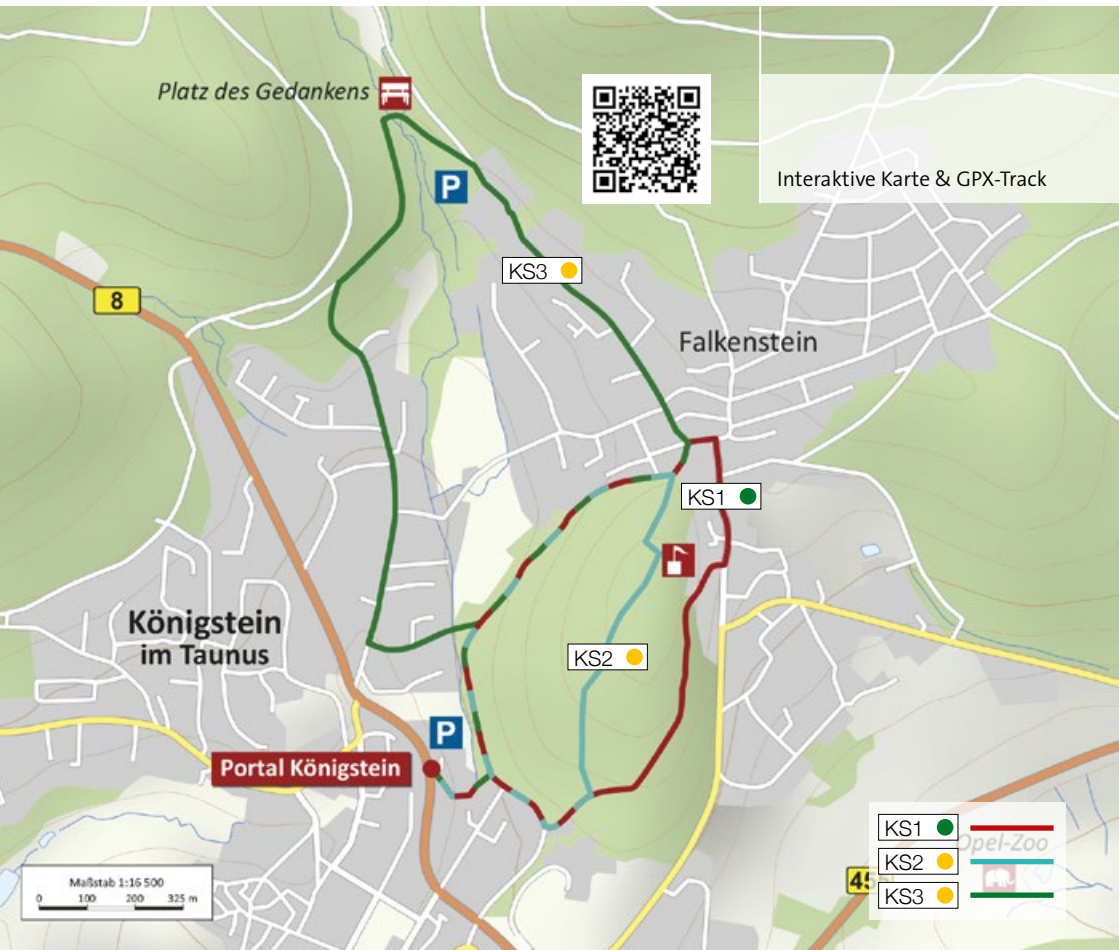 Platz des Gedankens
P
Interaktive Karte & GPX-Track
KS3
8
Falkenstein
KS1
Königstein
im Taunus
KS2
P
Portal Königstein
KS1
Opel-Zoo
KS2
KS3
Maßstab 1:16 500
0 100 200 325 m